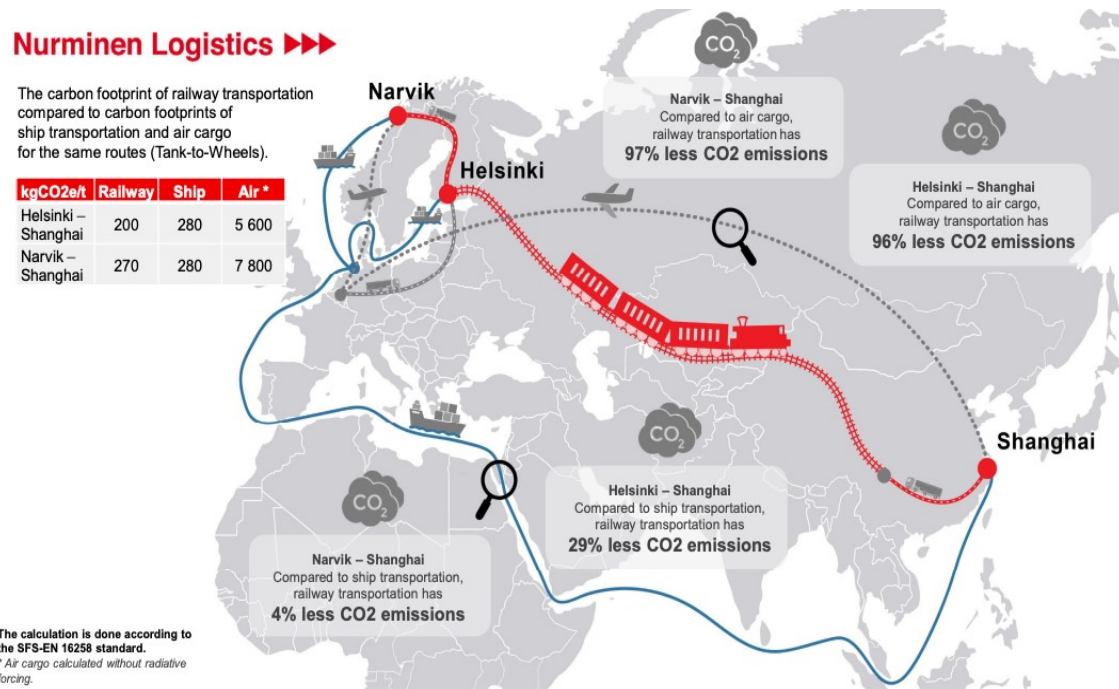 Nurminen Logistics
The carbon footprint of railway transportation
compared to carbon footprints of
ship transportation and air cargo
for the same routes (Tank-to-Wheels).
kgCO2e/t Railway Ship Air *
Helsinki –
Shanghai 200 280 5 600
Narvik –
Shanghai 270 280 7 800
Narvik
Helsinki
Shanghai
CO2
Narvik – Shanghai
Compared to air cargo,
railway transportation has
97% less CO2 emissions
CO2
Helsinki – Shanghai
Compared to air cargo,
railway transportation has
96% less CO2 emissions
CO2
Helsinki – Shanghai
Compared to ship transportation,
railway transportation has
29% less CO2 emissions
CO2
Narvik – Shanghai
Compared to ship transportation,
railway transportation has
4% less CO2 emissions
The calculation is done according to
the SFS-EN 16258 standard.
* Air cargo calculated without radiative
forcing.